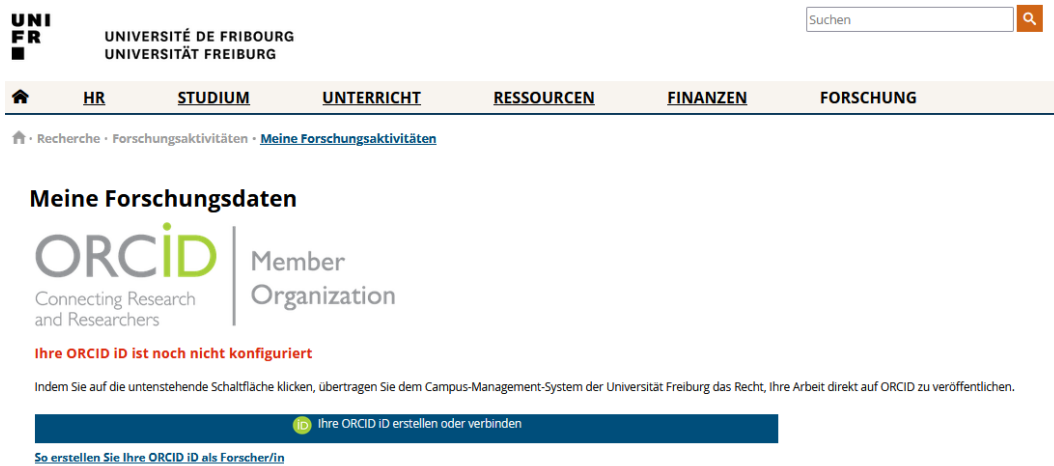 UNI
FR
UNIVERSITÉ DE FRIBOURG
UNIVERSITÄT FREIBURG
Suchen
HR STUDIUM UNTERRICHT RESSOURCEN FINANZEN FORSCHUNG
· Recherche · Forschungsaktivitäten · Meine Forschungsaktivitäten
Meine Forschungsdaten
ORCiD
Connecting Research
and Researchers
Member
Organization
Ihre ORCID iD ist noch nicht konfiguriert
Indem Sie auf die untenstehende Schaltfläche klicken, übertragen Sie dem Campus-Management-System der Universität Freiburg das Recht, Ihre Arbeit direkt auf ORCID zu veröffentlichen.
iD Ihre ORCID iD erstellen oder verbinden
So erstellen Sie Ihre ORCID iD als Forscher/in